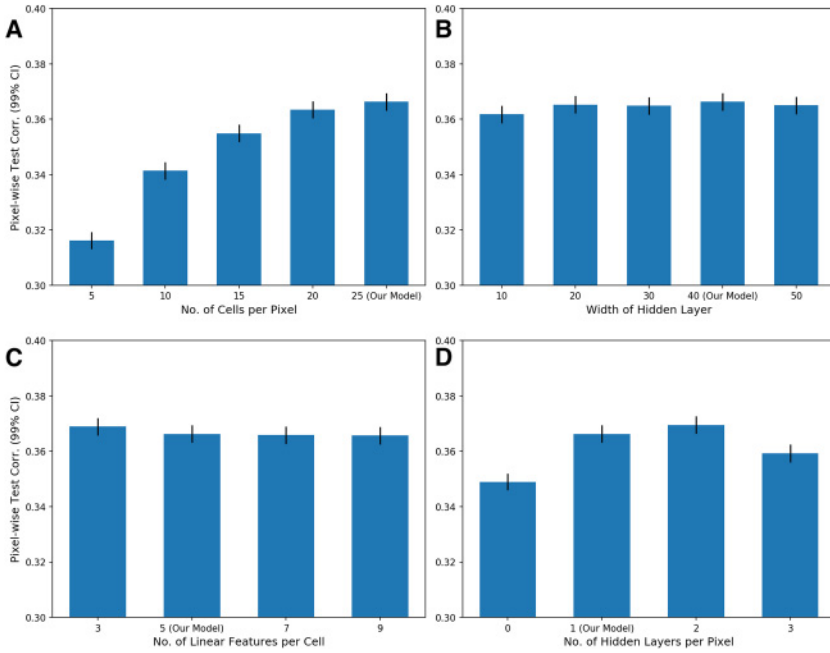 A
Pixel-wise Test Corr. (99% CI)
0.40
0.38
0.36
0.34
0.32
0.30
5 10 15 20 25 (Our Model)
No. of Cells per Pixel
B
0.40
0.38
0.36
0.34
0.32
0.30
10 20 30 40 (Our Model) 50
Width of Hidden Layer
C
Pixel-wise Test Corr. (99% CI)
0.40
0.38
0.36
0.34
0.32
0.30
3 5 (Our Model) 7 9
No. of Linear Features per Cell
D
0.40
0.38
0.36
0.34
0.32
0.30
0 1 (Our Model) 2 3
No. of Hidden Layers per Pixel